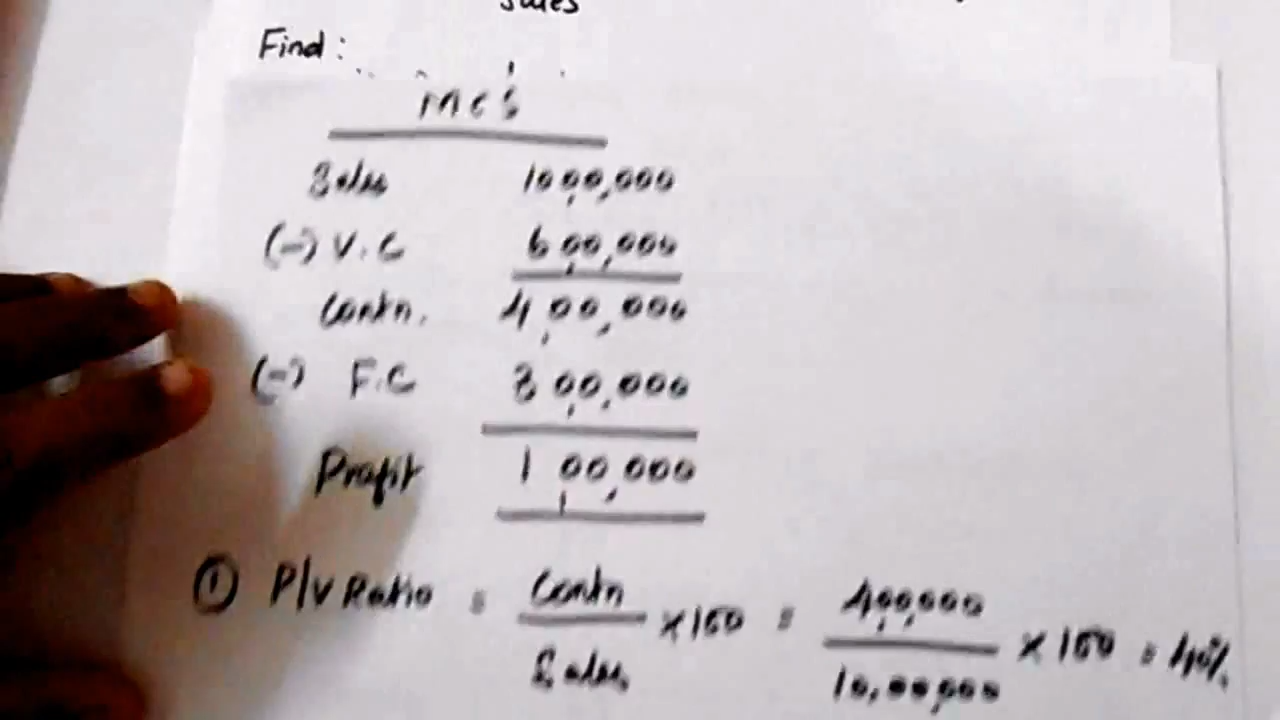 Sales
Find:
MCS
Sales 10,00,000
(-) V.C 6,00,000
Contn. 4,00,000
(-) F.C 3,00,000
Profit 1,00,000
① P/V Ratio = Contn / Sales × 100 = 4,00,000 / 10,00,000 × 100 = 40%